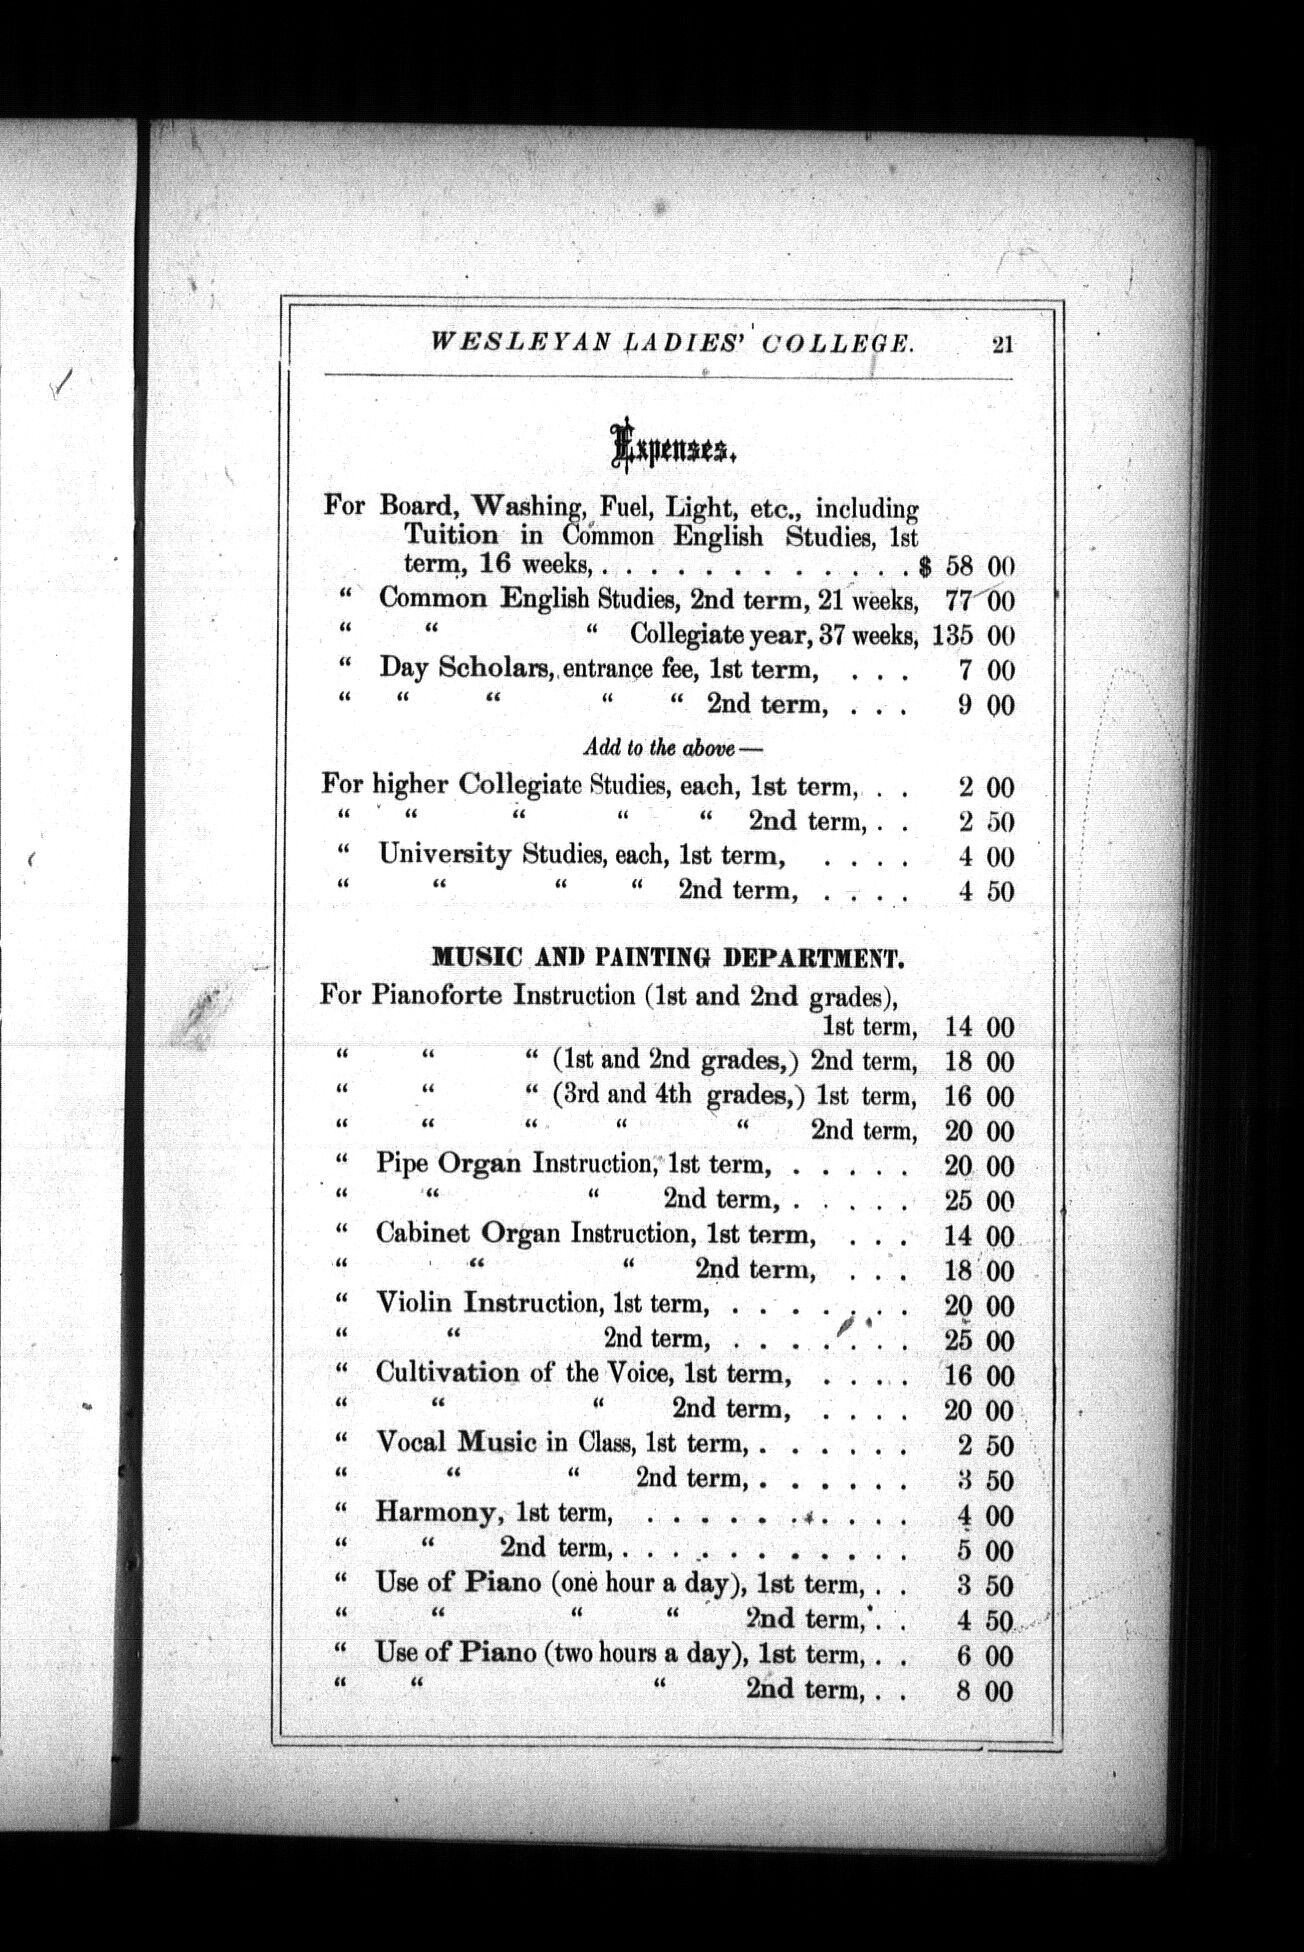 WESLEYAN LADIES' COLLEGE. 21
Expenses.
For Board, Washing, Fuel, Light, etc., including
Tuition in Common English Studies, 1st
term, 16 weeks, . . . . . . . . . . . . $ 58 00
“ Common English Studies, 2nd term, 21 weeks, 77 00
“ “ “ Collegiate year, 37 weeks, 135 00
“ Day Scholars, entrance fee, 1st term, . . . 7 00
“ “ “ “ “ 2nd term, . . . 9 00
Add to the above—
For higher Collegiate Studies, each, 1st term, . . 2 00
“ “ “ “ “ 2nd term, . . 2 50
“ University Studies, each, 1st term, . . . . 4 00
“ “ “ “ 2nd term, . . . . 4 50
MUSIC AND PAINTING DEPARTMENT.
For Pianoforte Instruction (1st and 2nd grades),
1st term, 14 00
“ “ “ (1st and 2nd grades,) 2nd term, 18 00
“ “ “ (3rd and 4th grades,) 1st term, 16 00
“ “ “ “ “ 2nd term, 20 00
“ Pipe Organ Instruction, 1st term, . . . . . 20 00
“ “ “ 2nd term, . . . . . 25 00
“ Cabinet Organ Instruction, 1st term, . . . 14 00
“ “ “ 2nd term, . . . 18 00
“ Violin Instruction, 1st term, . . . . . . . 20 00
“ “ 2nd term, . . . . . . . 25 00
“ Cultivation of the Voice, 1st term, . . . . 16 00
“ “ “ 2nd term, . . . . 20 00
“ Vocal Music in Class, 1st term, . . . . . . 2 50
“ “ “ 2nd term, . . . . . . 3 50
“ Harmony, 1st term, . . . . . . . . . . 4 00
“ “ 2nd term, . . . . . . . . . . . 5 00
“ Use of Piano (one hour a day), 1st term, . . 3 50
“ “ “ “ 2nd term, . . 4 50
“ Use of Piano (two hours a day), 1st term, . . 6 00
“ “ “ 2nd term, . . 8 00